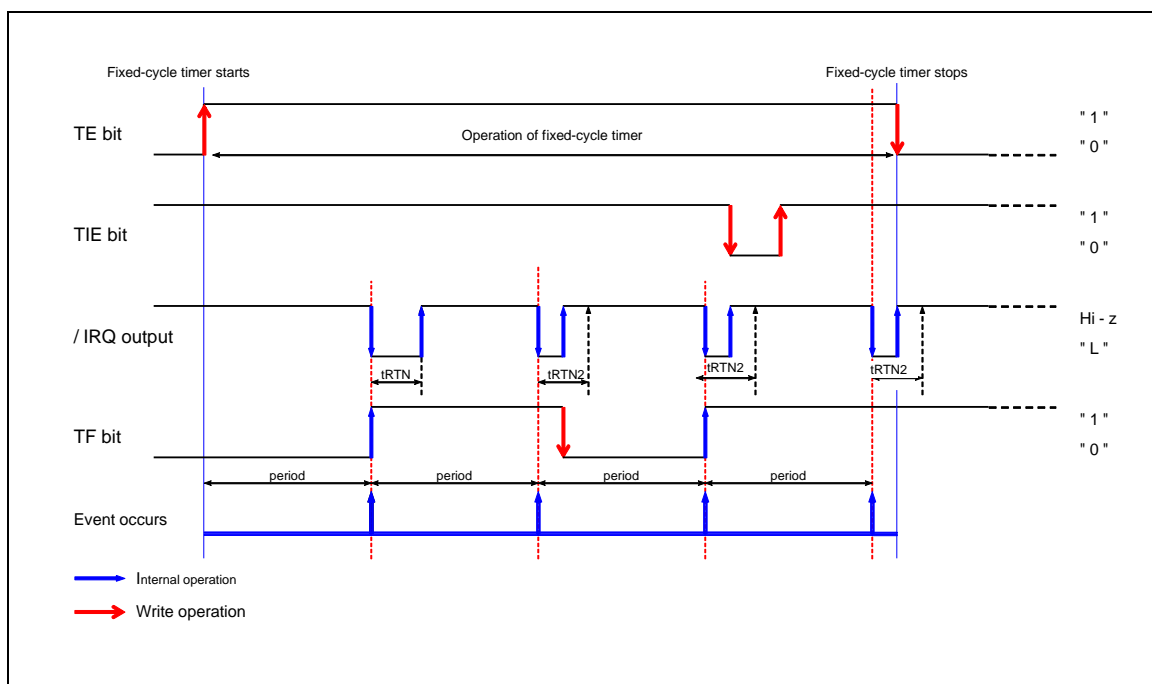 Fixed-cycle timer starts
Fixed-cycle timer stops
TE bit
Operation of fixed-cycle timer
" 1 "
" 0 "
TIE bit
" 1 "
" 0 "
/ IRQ output
Hi - z
" L "
tRTN
tRTN2
tRTN2
tRTN2
TF bit
" 1 "
" 0 "
period
period
period
period
Event occurs
Internal operation
Write operation